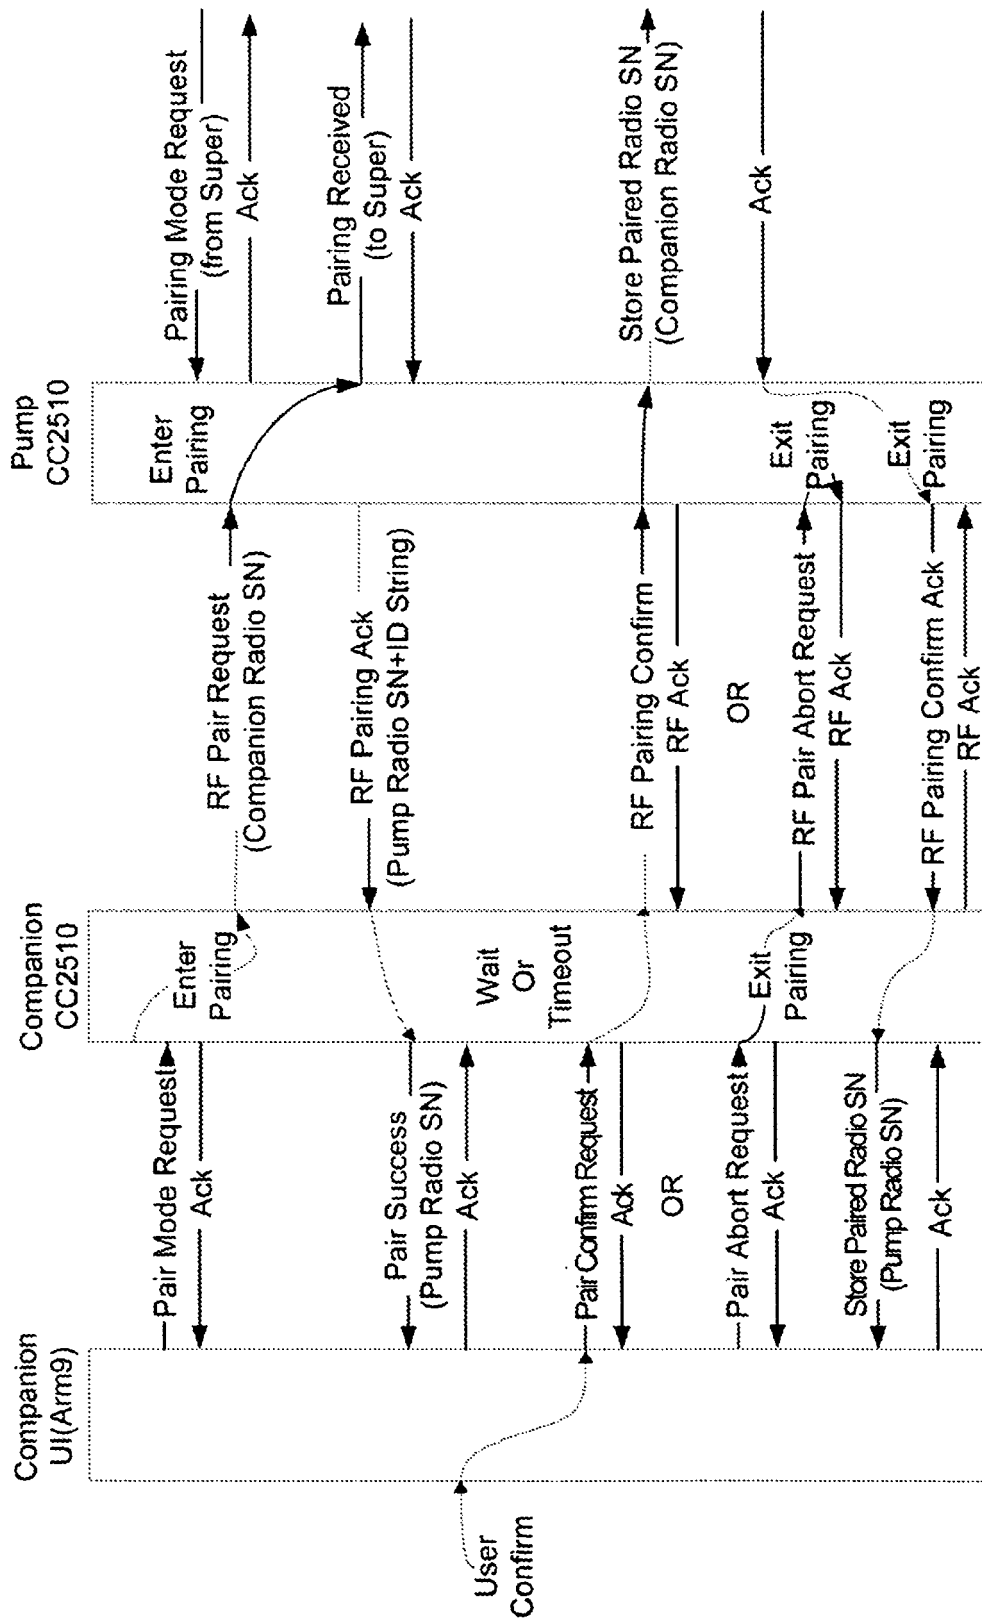 Companion
UI(Arm9)
Companion
CC2510
Pump
CC2510
Pair Mode Request
Ack
Enter
Pairing
RF Pair Request
(Companion Radio SN)
Enter
Pairing
Pairing Mode Request
(from Super)
Ack
Pairing Received
(to Super)
Ack
RF Pairing Ack
(Pump Radio SN+ID String)
Pair Success
(Pump Radio SN)
Ack
User
Confirm
Wait
Or
Timeout
Pair Confirm Request
Ack
OR
RF Pairing Confirm
RF Ack
OR
Store Paired Radio SN
(Companion Radio SN)
Ack
Pair Abort Request
Ack
Exit
Pairing
RF Pair Abort Request
RF Ack
Exit
Pairing
Exit
Pairing
RF Pairing Confirm Ack
RF Ack
Store Paired Radio SN
(Pump Radio SN)
Ack